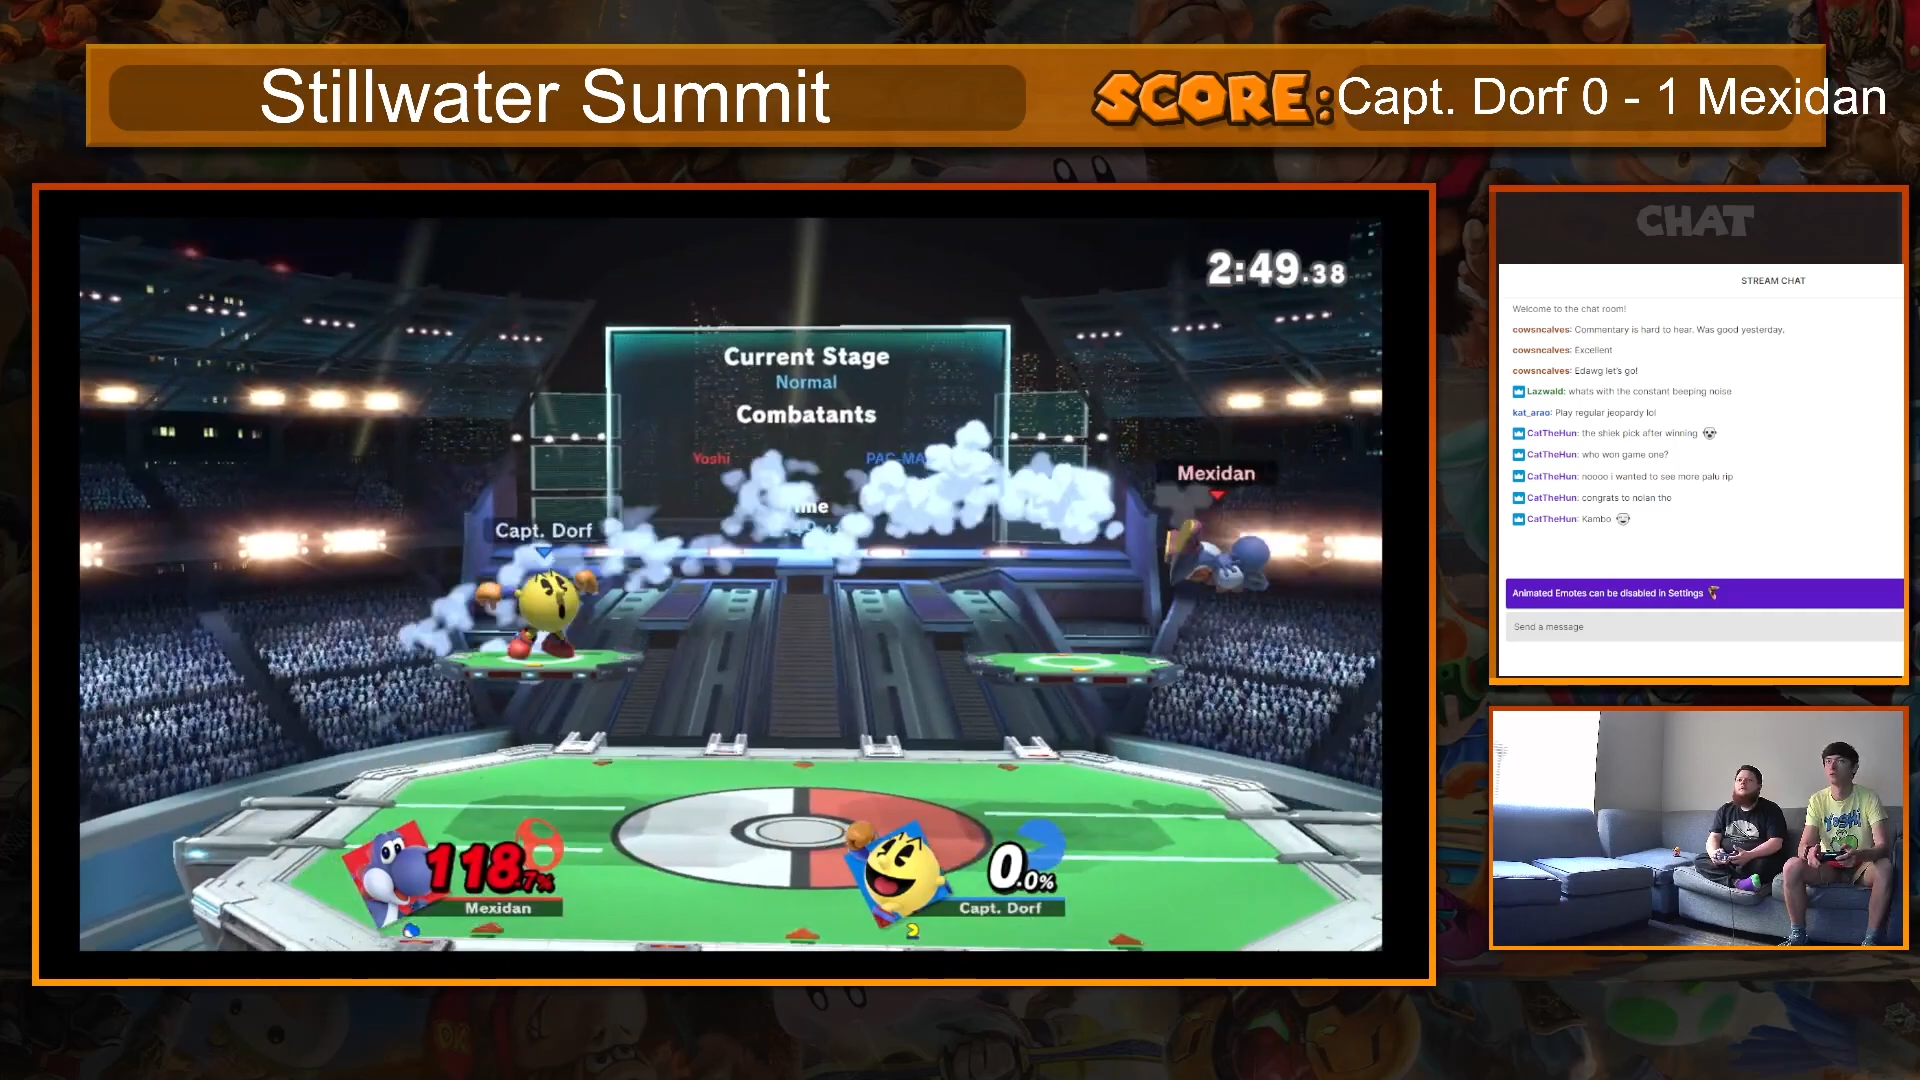 Stillwater Summit
SCORE: Capt. Dorf 0 - 1 Mexidan
2:49.38
Current Stage
Normal
Combatants
Yoshi
Mexidan
Capt. Dorf
118.7%
Mexidan
0.0%
Capt. Dorf
CHAT
STREAM CHAT
Welcome to the chat room!
cowsncalves: Commentary is hard to hear. Was good yesterday.
cowsncalves: Excellent
cowsncalves: Edawg let's go!
Lazwald: whats with the constant beeping noise
kat_arao: Play regular jeopardy lol
CatTheHun: the shiek pick after winning
CatTheHun: who won game one?
CatTheHun: noooo i wanted to see more palu rip
CatTheHun: congrats to nolan tho
CatTheHun: Kambo
Animated Emotes can be disabled in Settings
Send a message
YOSHI